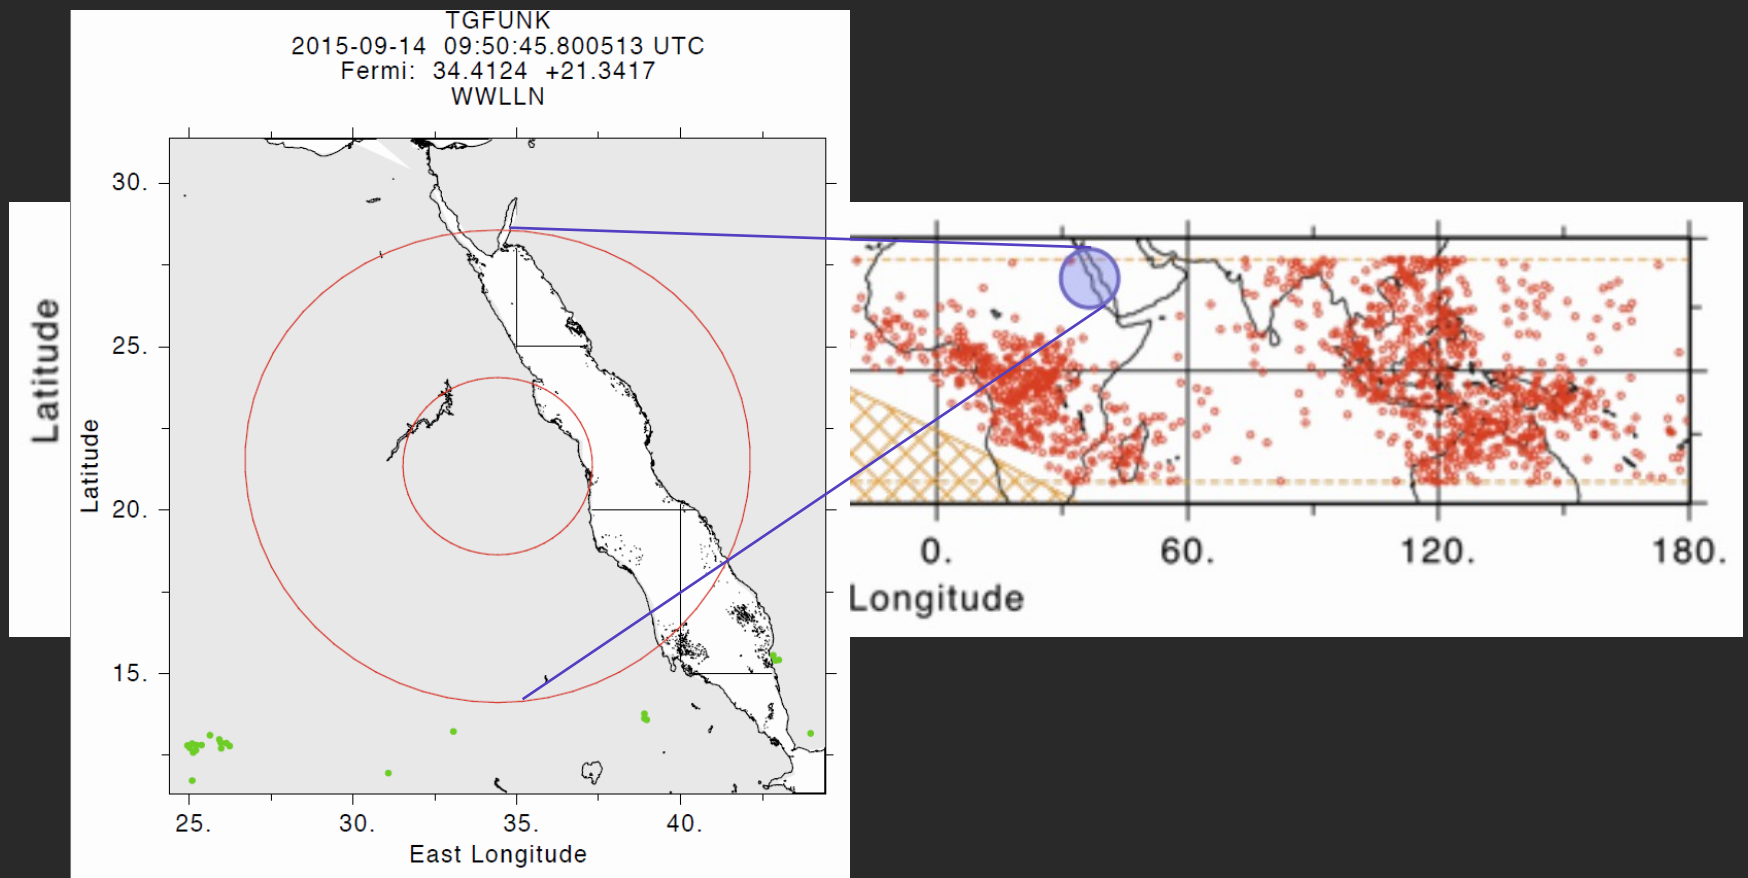 TGFUNK
2015-09-14 09:50:45.800513 UTC
Fermi: 34.4124 +21.3417
WWLLN
30.
25.
20.
15.
Latitude
25. 30. 35. 40.
East Longitude
Latitude
0. 60. 120. 180.
Longitude